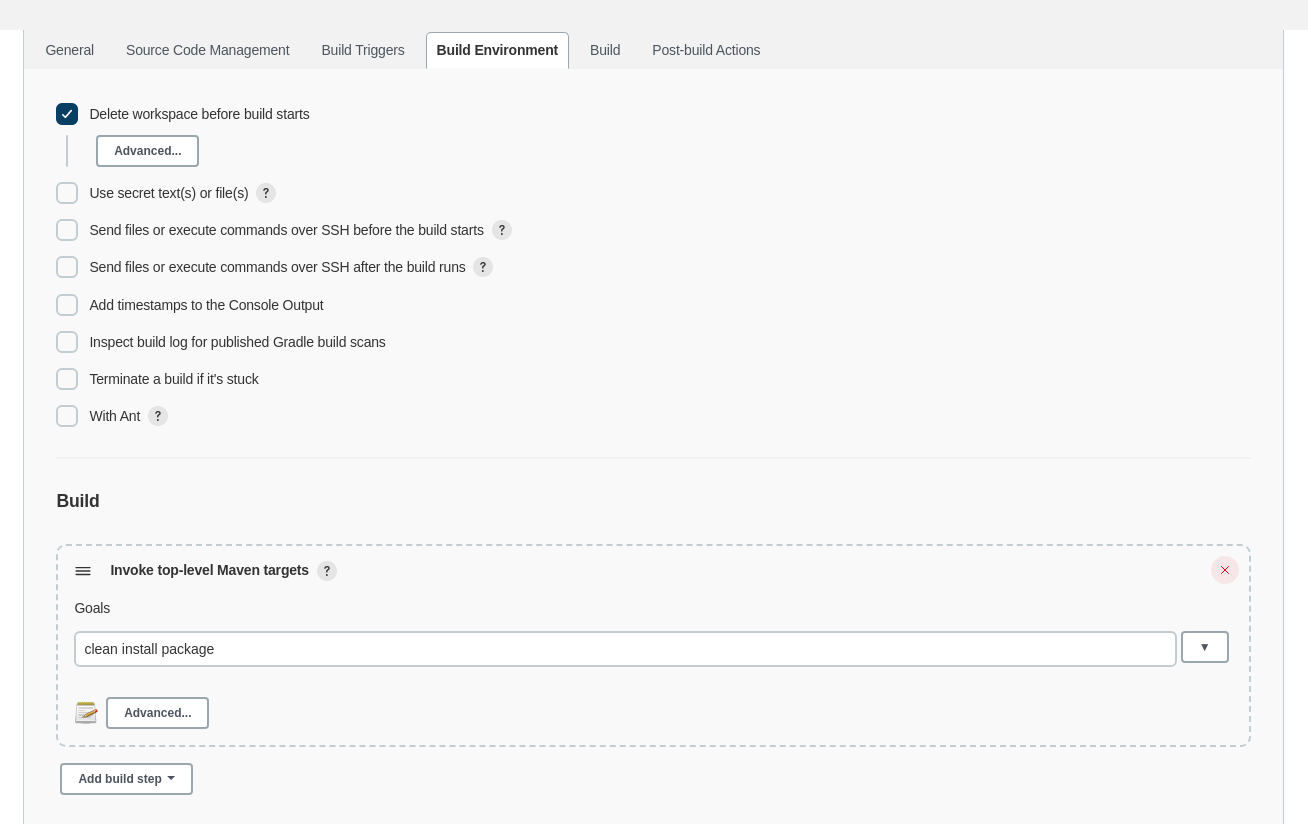 General Source Code Management Build Triggers Build Environment Build Post-build Actions
Delete workspace before build starts
Advanced...
Use secret text(s) or file(s) ?
Send files or execute commands over SSH before the build starts ?
Send files or execute commands over SSH after the build runs ?
Add timestamps to the Console Output
Inspect build log for published Gradle build scans
Terminate a build if it's stuck
With Ant ?
Build
Invoke top-level Maven targets ?
Goals
clean install package
Advanced...
Add build step